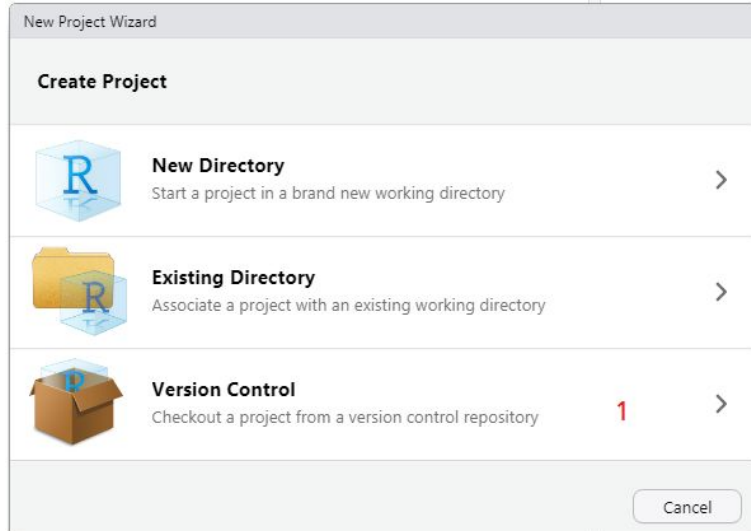 New Project Wizard
Create Project
R
New Directory
Start a project in a brand new working directory
R
Existing Directory
Associate a project with an existing working directory
R
Version Control
Checkout a project from a version control repository
1
Cancel